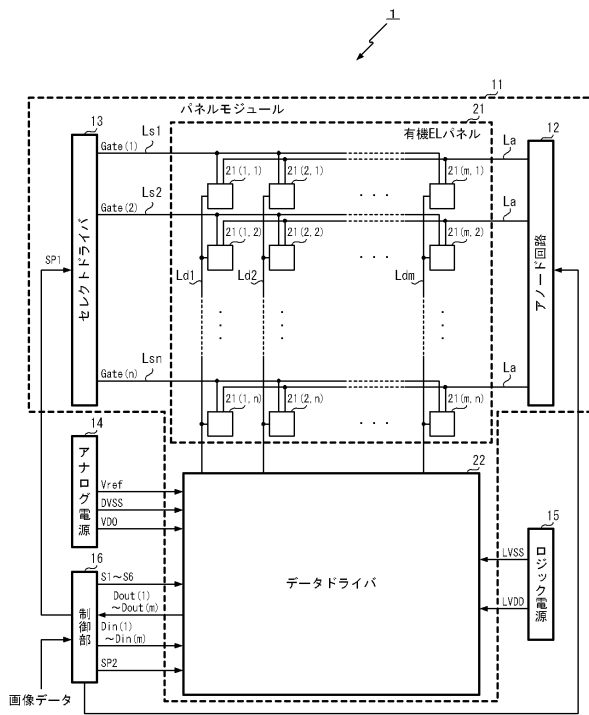 1
11
パネルモジュール
21
有機ELパネル
13
12
Gate(1)
Ls1
La
21(1,1)
21(2,1)
21(m,1)
Gate(2)
Ls2
La
21(1,2)
21(2,2)
21(m,2)
セレクトドライバ
アノード回路
SP1
Ld1
Ld2
Ldm
Gate(n)
Lsn
La
21(1,n)
21(2,n)
21(m,n)
14
アナログ電源
Vref
DVSS
VD0
22
データドライバ
15
ロジック電源
LVSS
LVDD
16
制御部
S1～S6
Dout(1)
～Dout(m)
Din(1)
～Din(m)
SP2
画像データ